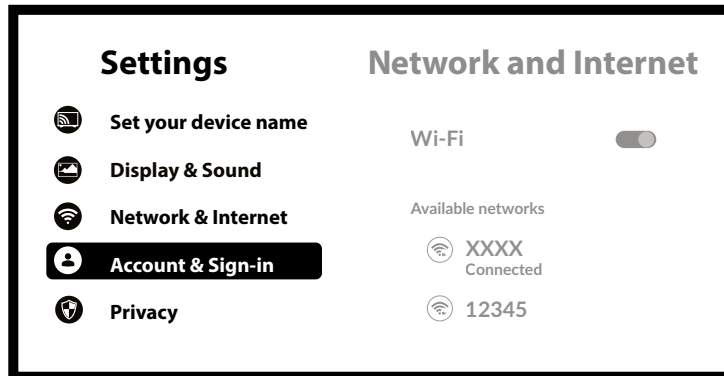 Settings
Set your device name
Display & Sound
Network & Internet
Account & Sign-in
Privacy
Network and Internet
Wi-Fi
Available networks
XXXX
Connected
12345